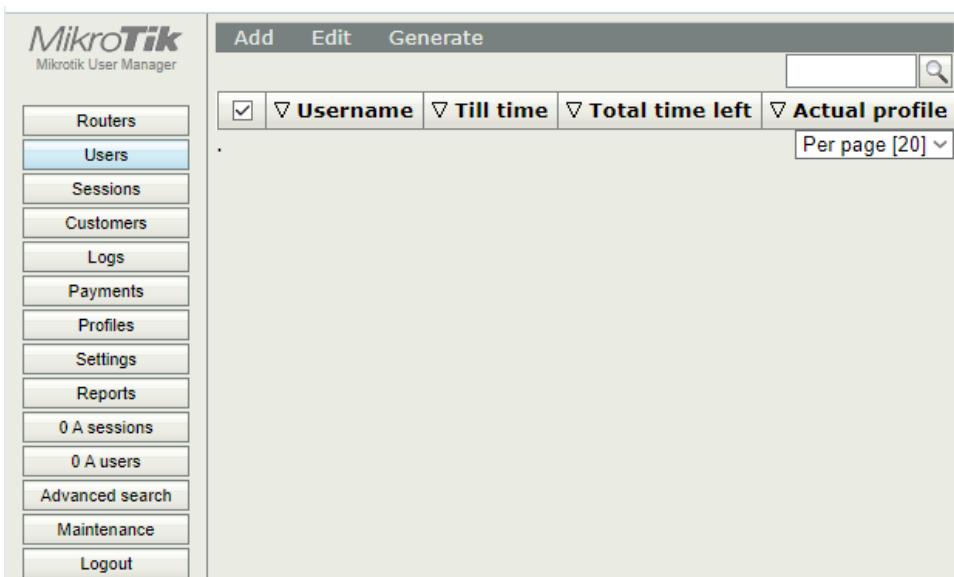 MikroTik
Mikrotik User Manager
Routers
Users
Sessions
Customers
Logs
Payments
Profiles
Settings
Reports
0 A sessions
0 A users
Advanced search
Maintenance
Logout
Add Edit Generate
Username Till time Total time left Actual profile
.
Per page [20]